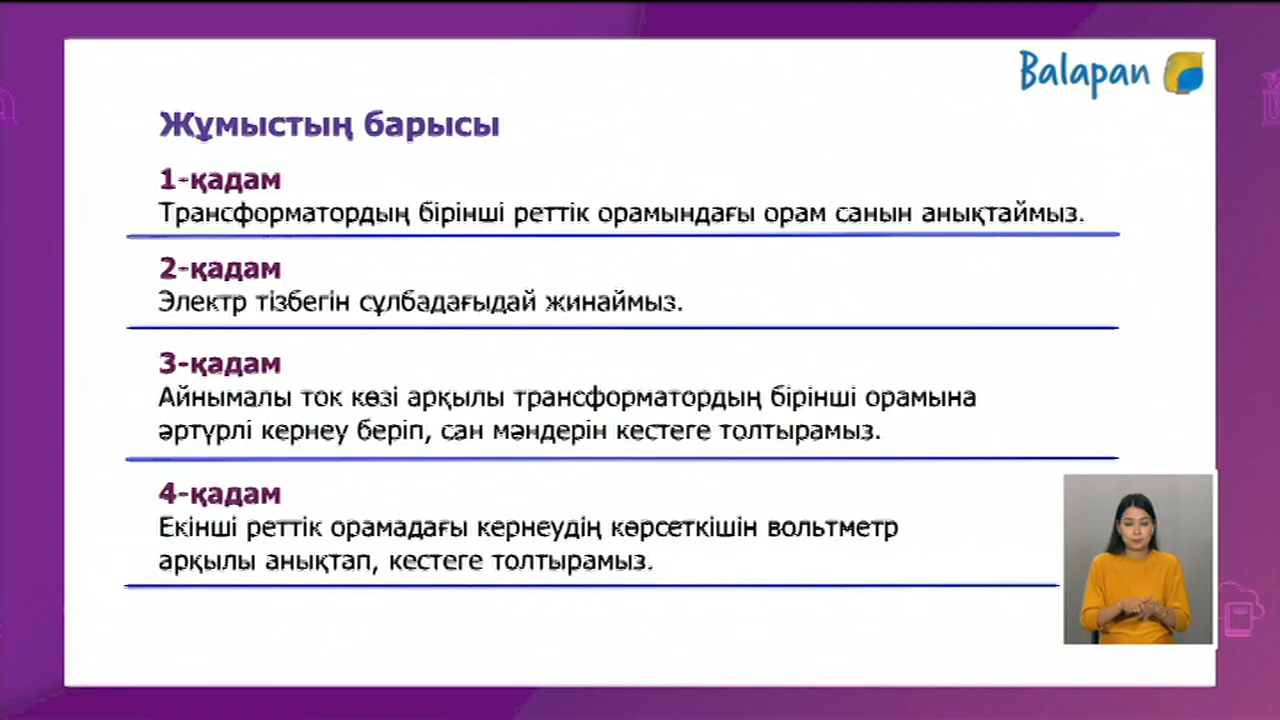 Balapan
Жұмыстың барысы
1-қадам
Трансформатордың бірінші реттік орамындағы орам санын анықтаймыз.
2-қадам
Электр тізбегін сұлбадағыдай жинаймыз.
3-қадам
Айнымалы ток көзі арқылы трансформатордың бірінші орамына
әртүрлі кернеу беріп, сан мәндерін кестеге толтырамыз.
4-қадам
Екінші реттік орамадағы кернеудің көрсеткішін вольтметр
арқылы анықтап, кестеге толтырамыз.